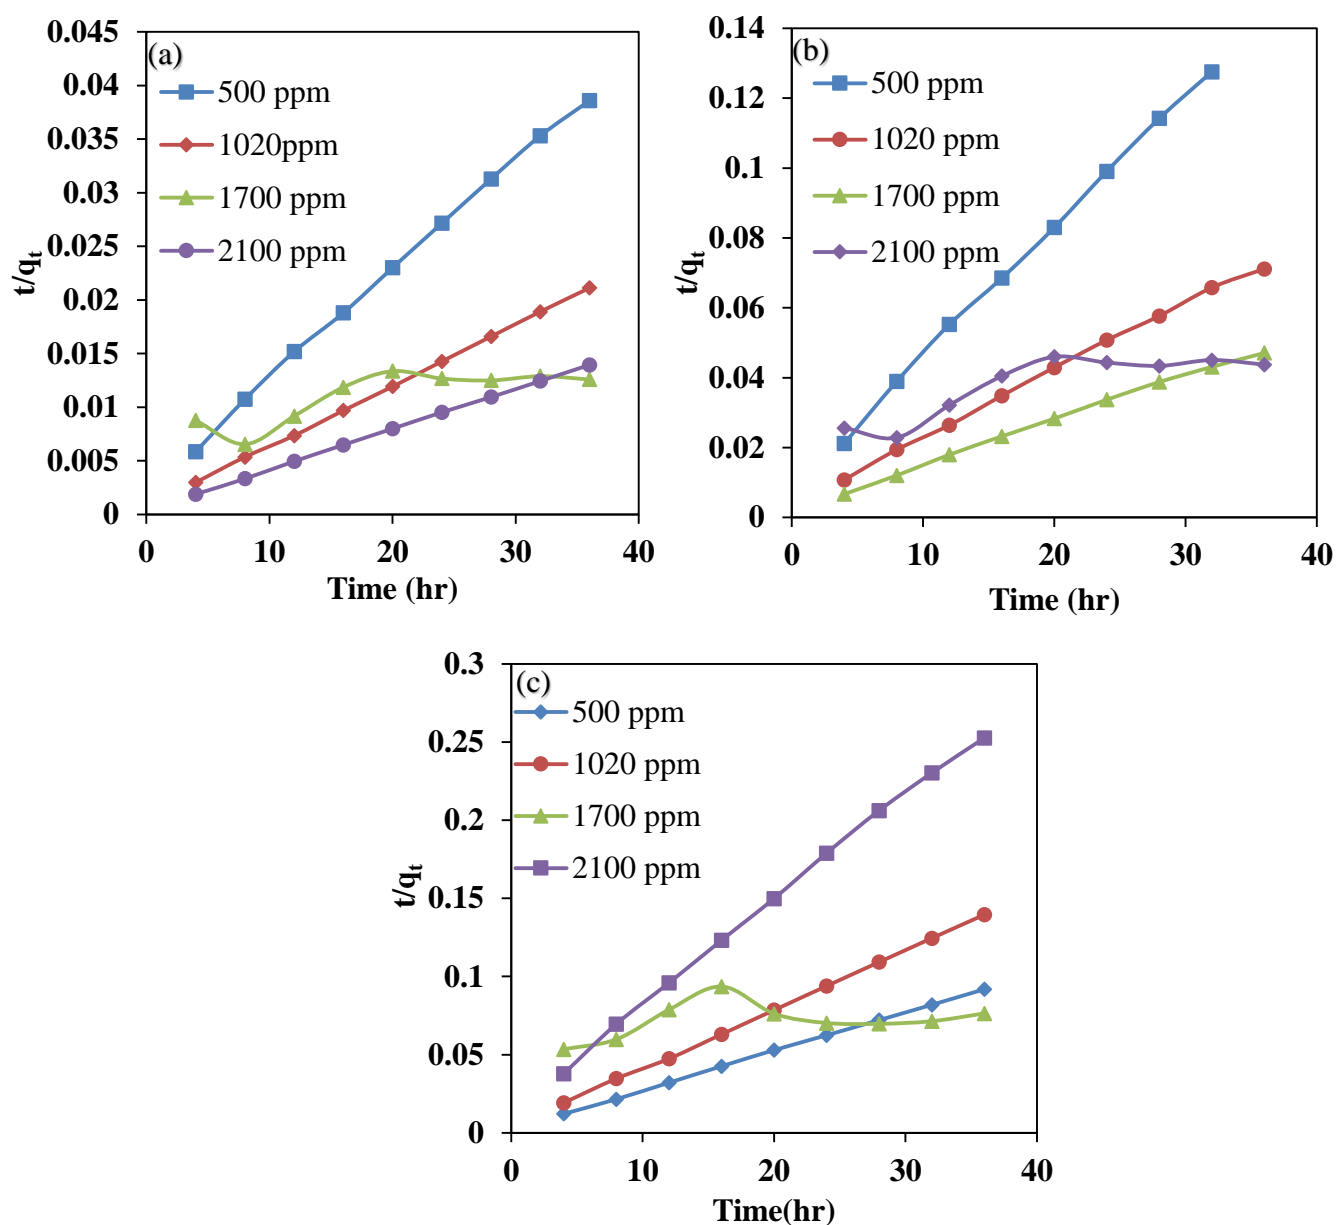 (a)
0.045
0.04
0.035
0.03
0.025
0.02
0.015
0.01
0.005
0
t/qt
500 ppm
1020ppm
1700 ppm
2100 ppm
0 10 20 30 40
Time (hr)
(b)
0.14
0.12
0.1
0.08
0.06
0.04
0.02
0
t/qt
500 ppm
1020 ppm
1700 ppm
2100 ppm
0 10 20 30 40
Time (hr)
(c)
0.3
0.25
0.2
0.15
0.1
0.05
0
t/qt
500 ppm
1020 ppm
1700 ppm
2100 ppm
0 10 20 30 40
Time(hr)